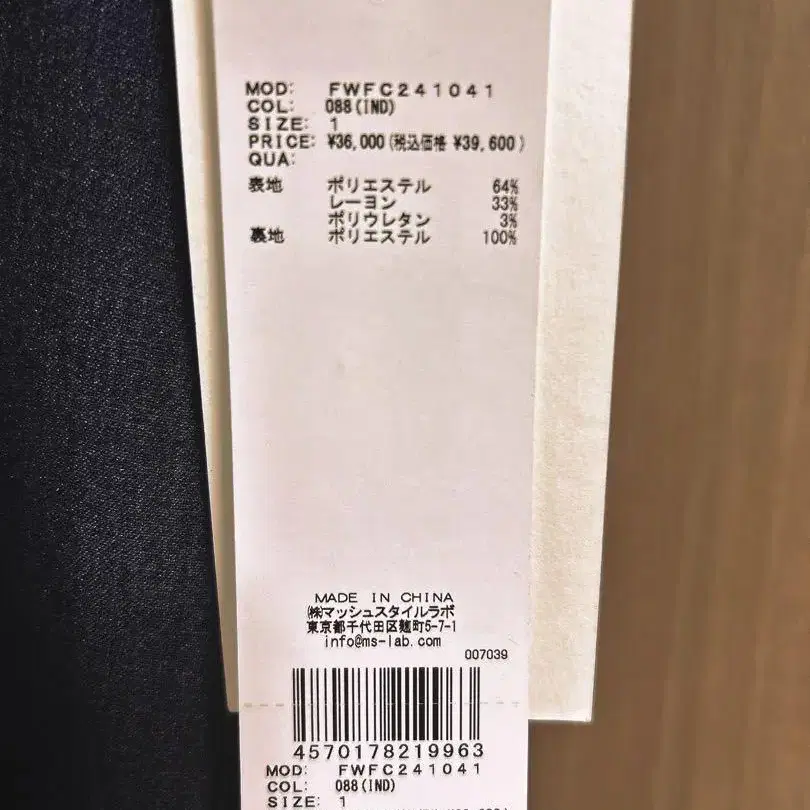 MOD: FWFC241041
COL: 088(IND)
SIZE: 1
PRICE: ¥36,000(税込価格 ¥39,600)
QUA:
表地 ポリエステル 64%
レーヨン 33%
ポリウレタン 3%
裏地 ポリエステル 100%
MADE IN CHINA
㈱マッシュスタイルラボ
東京都千代田区麹町5-7-1
info@ms-lab.com
007039
4570178219963
MOD: FWFC241041
COL: 088(IND)
SIZE: 1